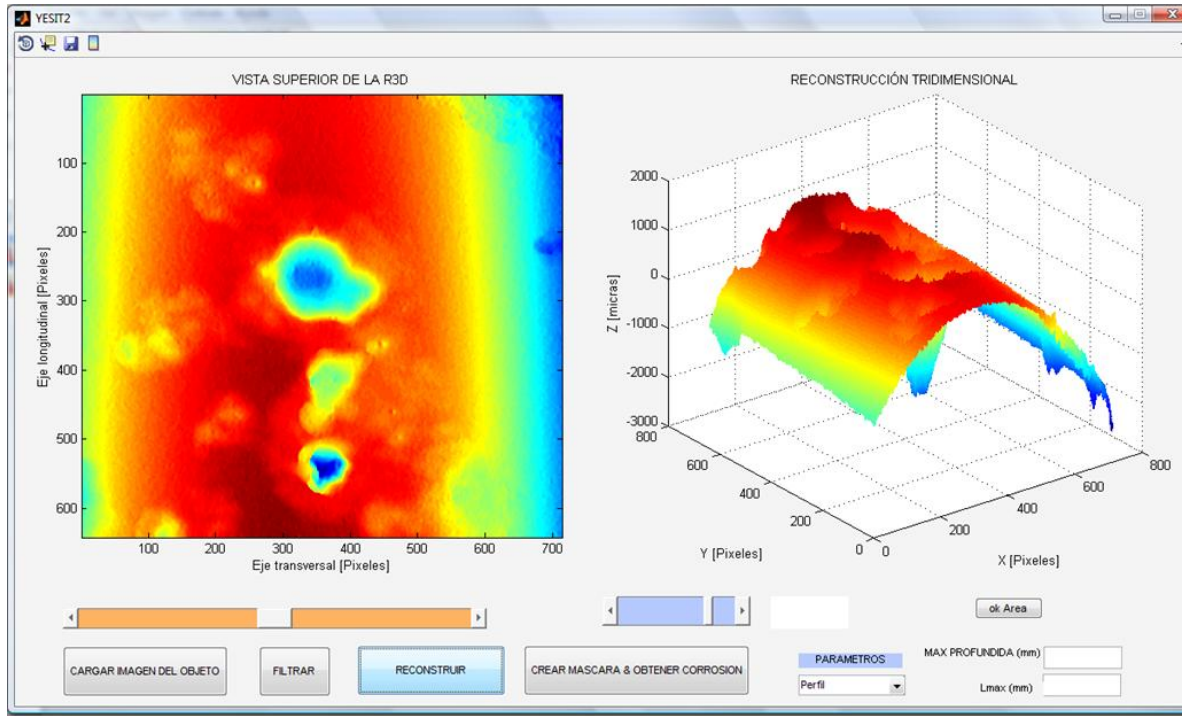 YESIT2
VISTA SUPERIOR DE LA R3D
100
200
300
400
500
600
Eje longitudinal [Pixeles]
100 200 300 400 500 600 700
Eje transversal [Pixeles]
RECONSTRUCCIÓN TRIDIMENSIONAL
2000
1000
0
-1000
-2000
-3000
Z [micras]
800
600
400
200
0
Y [Pixeles]
0
200
400
600
800
X [Pixeles]
ok Area
CARGAR IMAGEN DEL OBJETO
FILTRAR
RECONSTRUIR
CREAR MASCARA & OBTENER CORROSION
PARAMETROS
Perfil
MAX PROFUNDIDA (mm)
Lmax (mm)